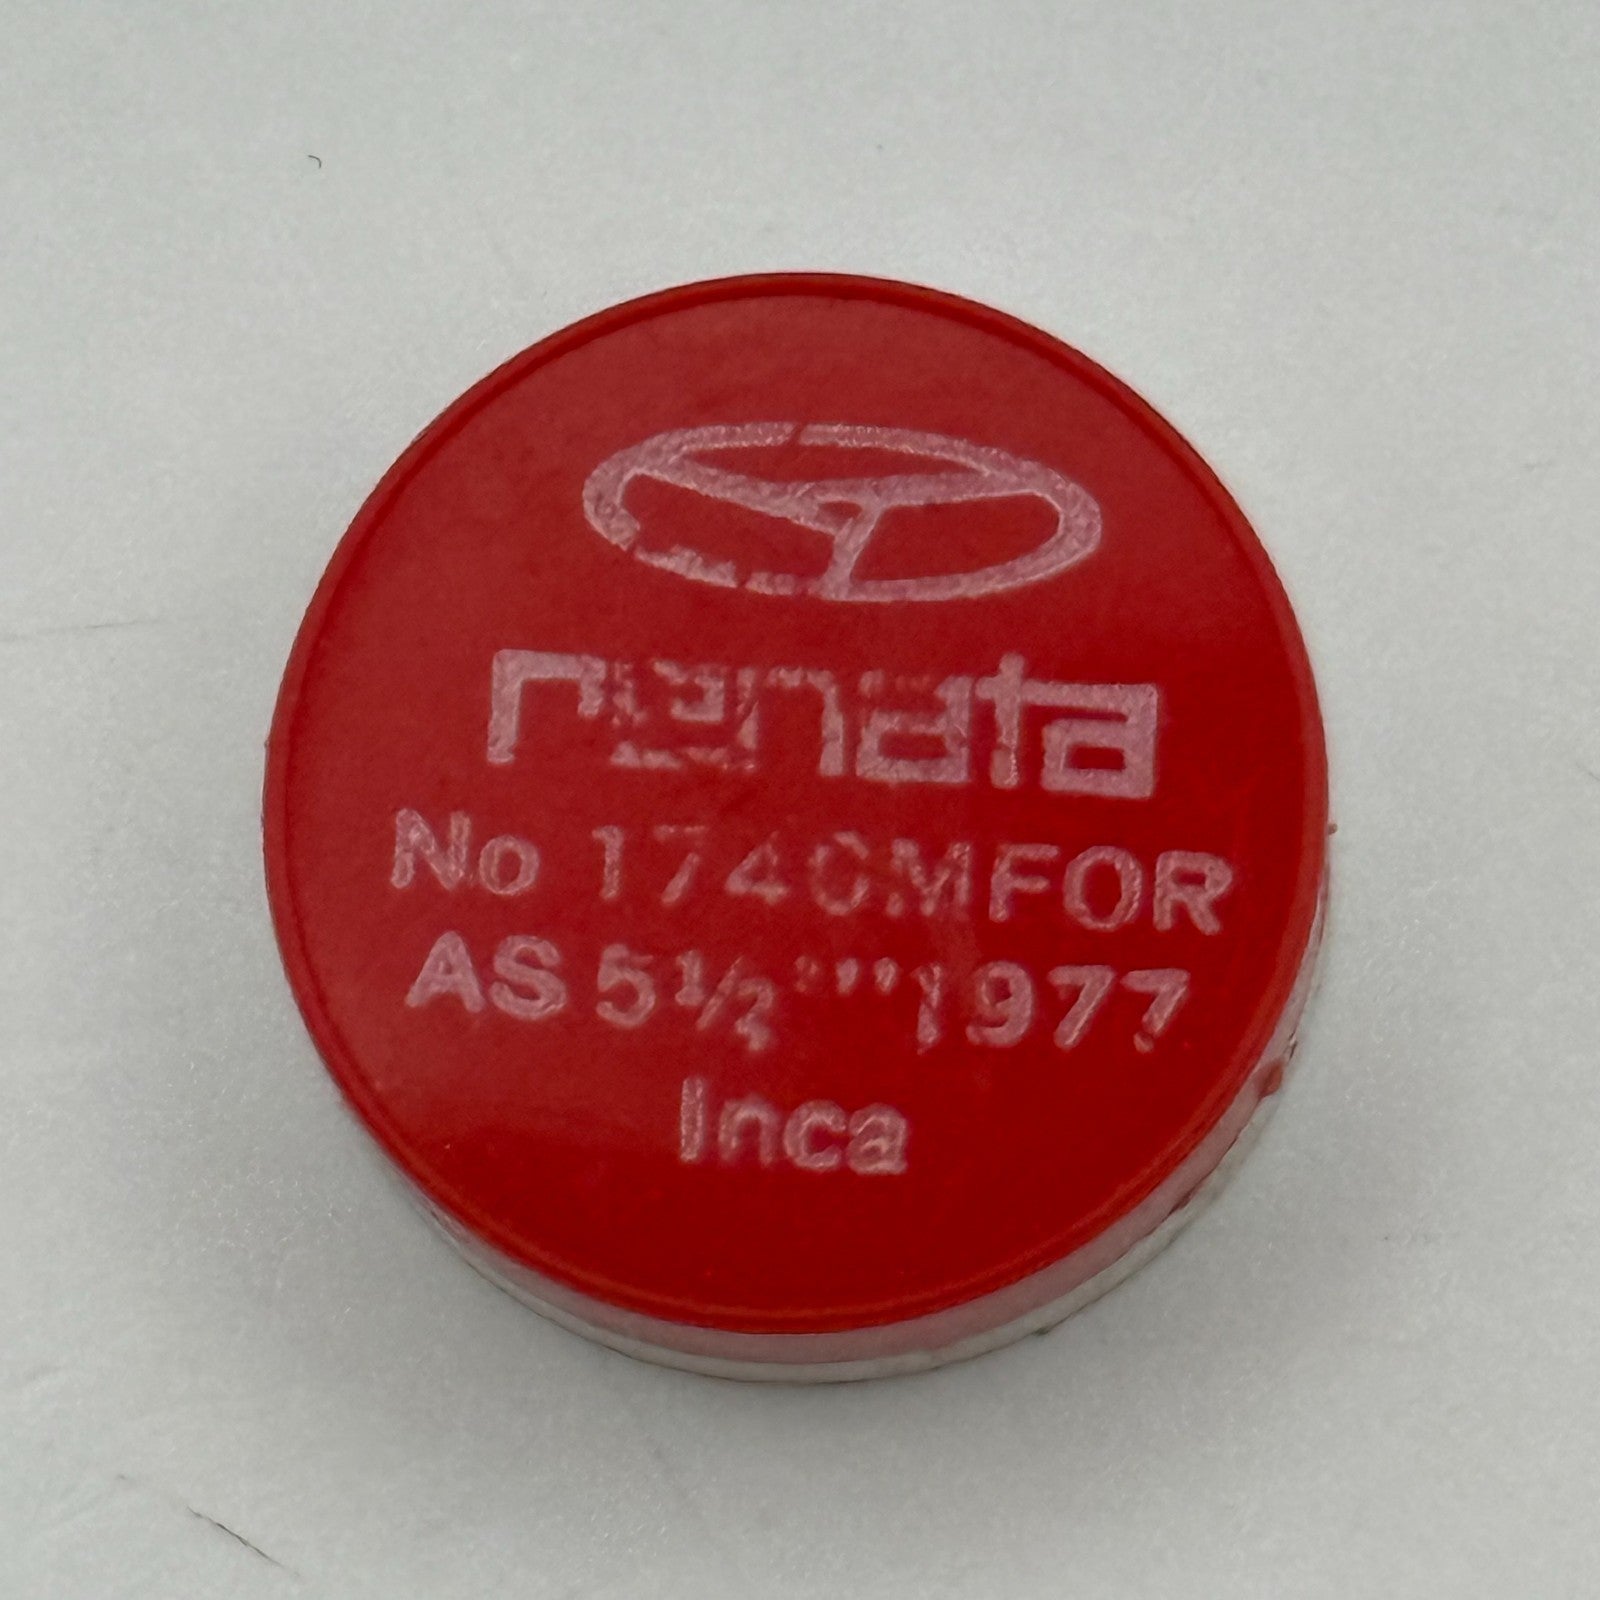 renata
No 1740MFOR
AS 5½''' 1977
Inca